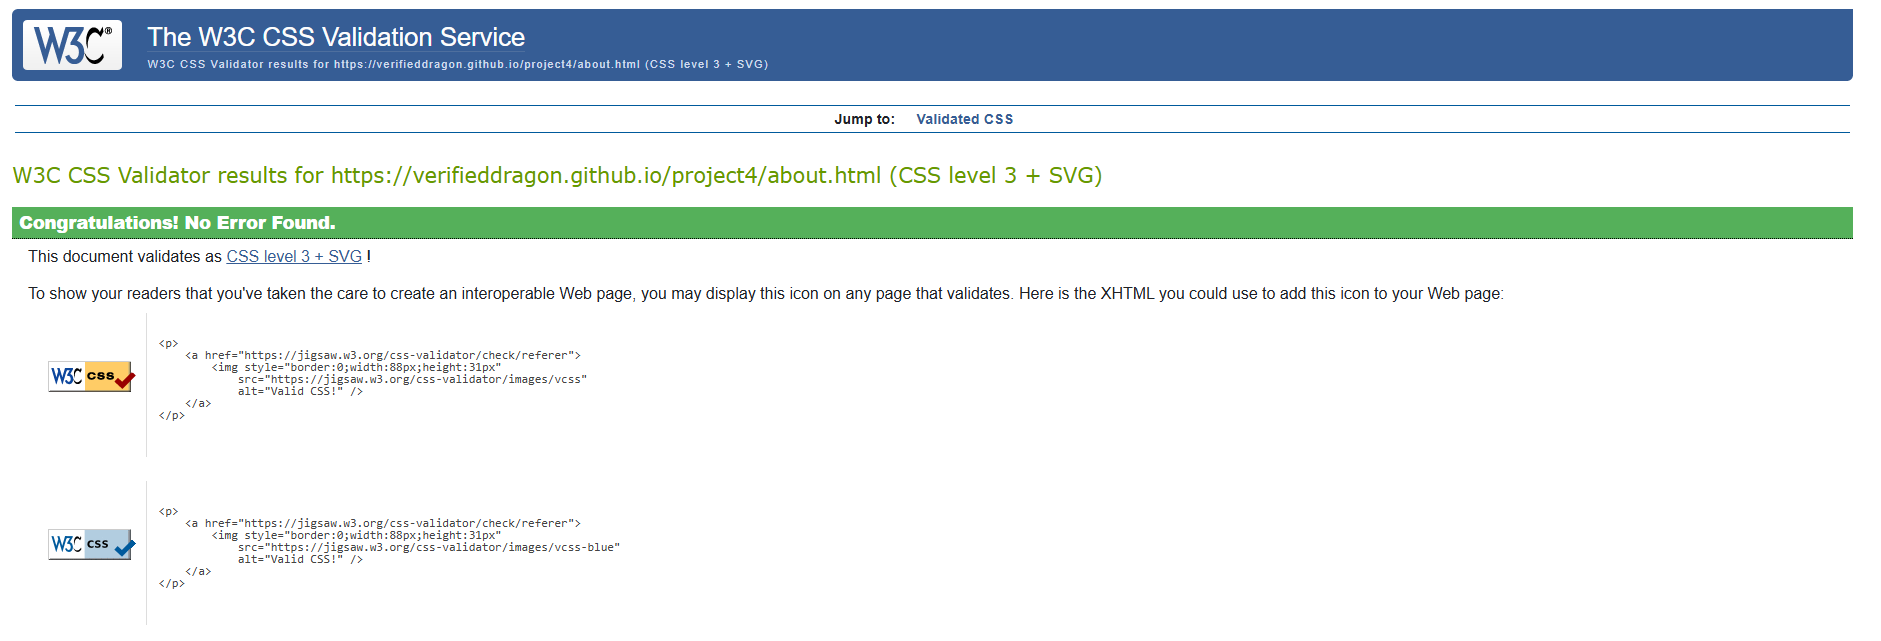 W3C®
The W3C CSS Validation Service
W3C CSS Validator results for https://verifieddragon.github.io/project4/about.html (CSS level 3 + SVG)
Jump to: Validated CSS
W3C CSS Validator results for https://verifieddragon.github.io/project4/about.html (CSS level 3 + SVG)
Congratulations! No Error Found.
This document validates as CSS level 3 + SVG !
To show your readers that you've taken the care to create an interoperable Web page, you may display this icon on any page that validates. Here is the XHTML you could use to add this icon to your Web page:
W3C css
<p>
<a href="https://jigsaw.w3.org/css-validator/check/referer">
<img style="border:0;width:88px;height:31px"
src="https://jigsaw.w3.org/css-validator/images/vcss"
alt="Valid CSS!" />
</a>
</p>
W3C css
<p>
<a href="https://jigsaw.w3.org/css-validator/check/referer">
<img style="border:0;width:88px;height:31px"
src="https://jigsaw.w3.org/css-validator/images/vcss-blue"
alt="Valid CSS!" />
</a>
</p>